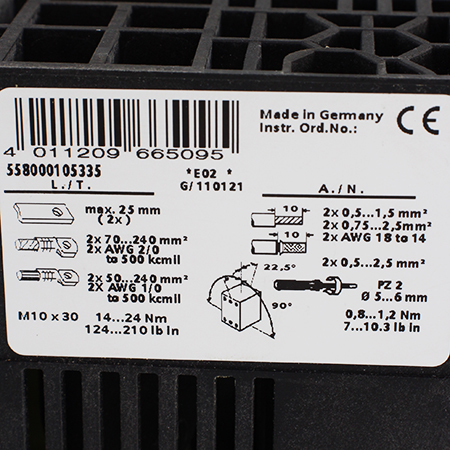 Made in Germany
Instr. Ord.No.:
CE
4 011209 665095
558000105335
*E02 *
G/110121
L./T.
A./N.
max. 25 mm
(2x)
10
2x 0,5...1,5 mm²
2x 0,75...2,5mm²
2x 70...240 mm²
2x AWG 2/0
to 500 kcmil
10
2x AWG 18 to 14
2x 0,5...2,5 mm²
2x 50...240 mm²
2X AWG 1/0
to 500 kcmil
22.5°
90°
PZ 2
Ø 5...6mm
M10 x 30
14...24 Nm
124...210 lb in
0,8...1,2 Nm
7...10.3 lb in